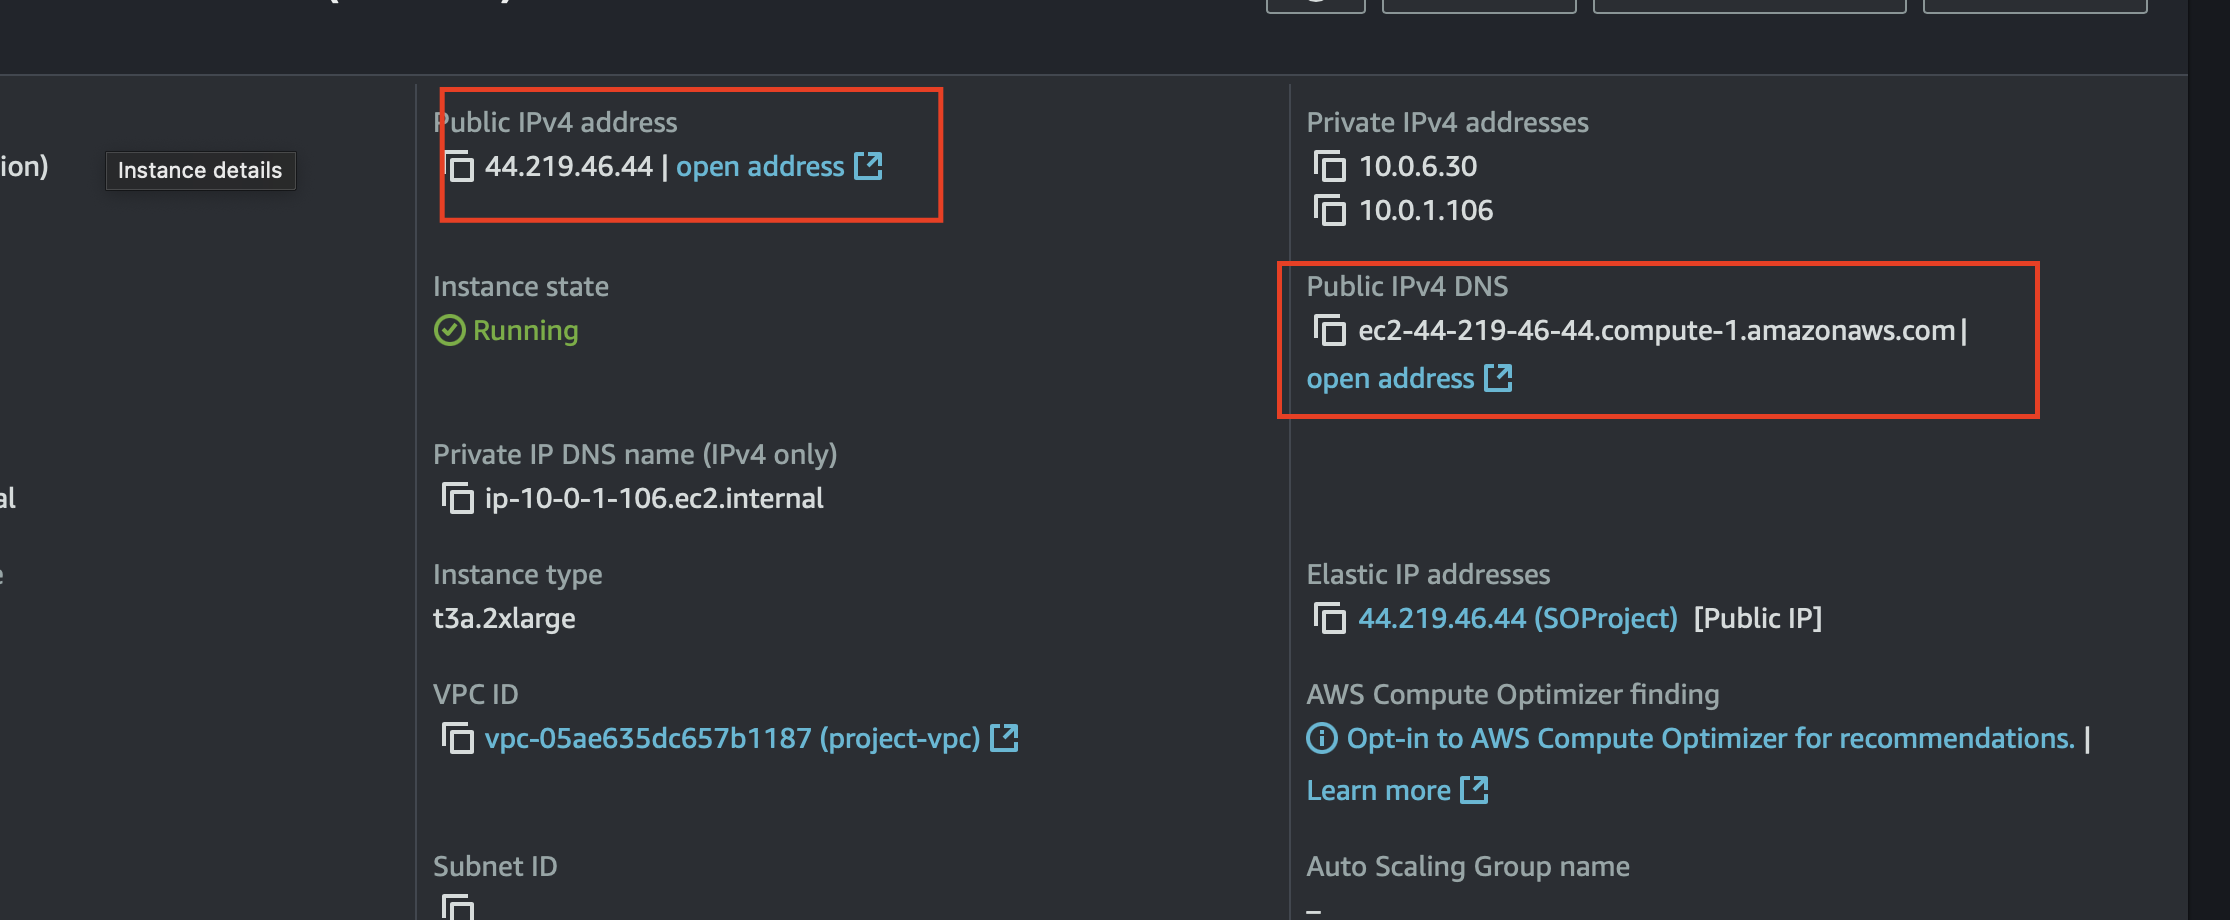 ion)
Instance details
Public IPv4 address
44.219.46.44 | open address
Private IPv4 addresses
10.0.6.30
10.0.1.106
Instance state
Running
Public IPv4 DNS
ec2-44-219-46-44.compute-1.amazonaws.com |
open address
Private IP DNS name (IPv4 only)
ip-10-0-1-106.ec2.internal
al
Instance type
t3a.2xlarge
Elastic IP addresses
44.219.46.44 (SOProject) [Public IP]
VPC ID
vpc-05ae635dc657b1187 (project-vpc)
AWS Compute Optimizer finding
Opt-in to AWS Compute Optimizer for recommendations. |
Learn more
Subnet ID
Auto Scaling Group name
–